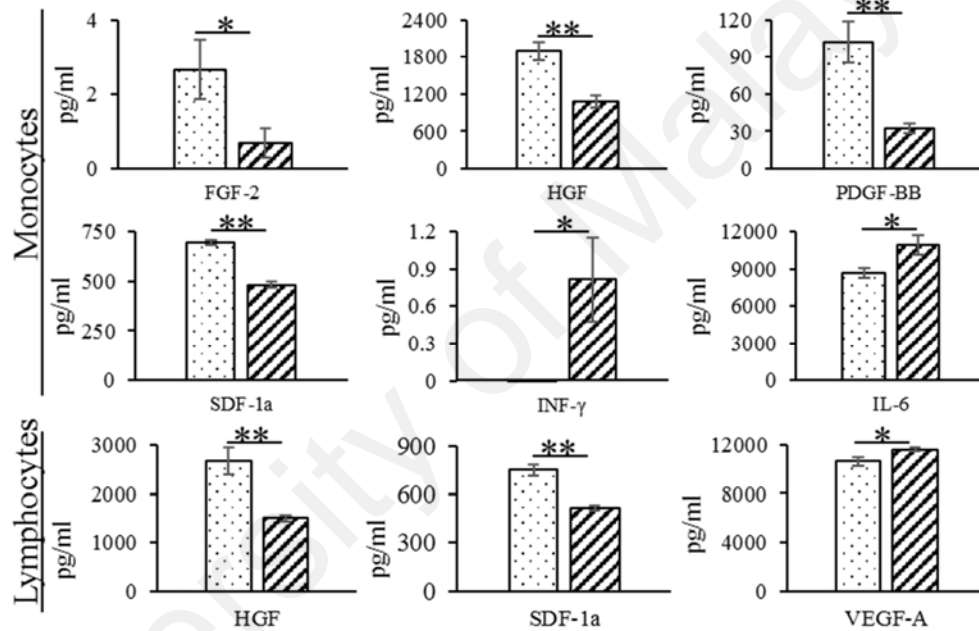 Monocytes
4
2
0
pg/ml
*
FGF-2
2400
1800
1200
600
0
pg/ml
**
HGF
120
90
60
30
0
pg/ml
**
PDGF-BB
750
500
250
0
pg/ml
**
SDF-1a
1.2
0.9
0.6
0.3
0
pg/ml
*
INF-γ
12000
9000
6000
3000
0
pg/ml
*
IL-6
Lymphocytes
3000
2000
1000
0
pg/ml
**
HGF
900
600
300
0
pg/ml
**
SDF-1a
12000
8000
4000
0
pg/ml
*
VEGF-A
of Malay